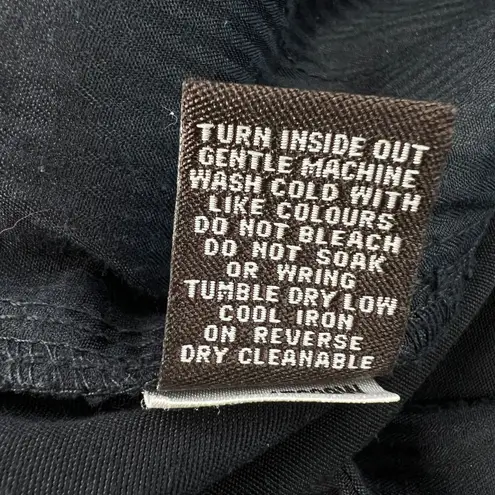 TURN INSIDE OUT
GENTLE MACHINE
WASH COLD WITH
LIKE COLOURS
DO NOT BLEACH
DO NOT SOAK
OR WRING
TUMBLE DRY LOW
COOL IRON
ON REVERSE
DRY CLEANABLE